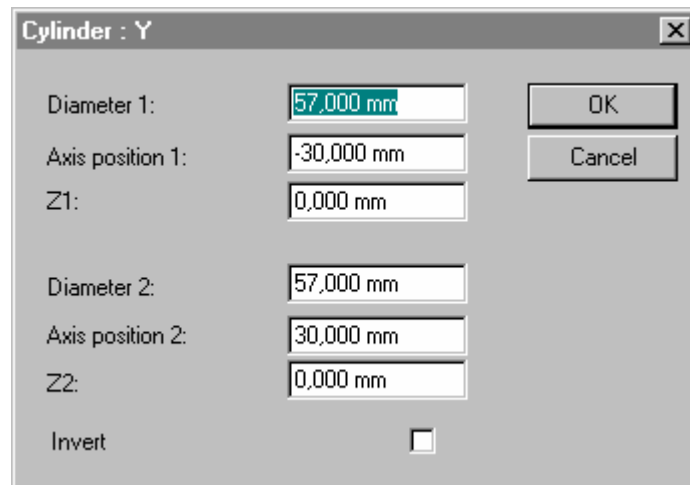 Cylinder : Y
Diameter 1: 57,000 mm OK
Axis position 1: -30,000 mm Cancel
Z1: 0,000 mm
Diameter 2: 57,000 mm
Axis position 2: 30,000 mm
Z2: 0,000 mm
Invert